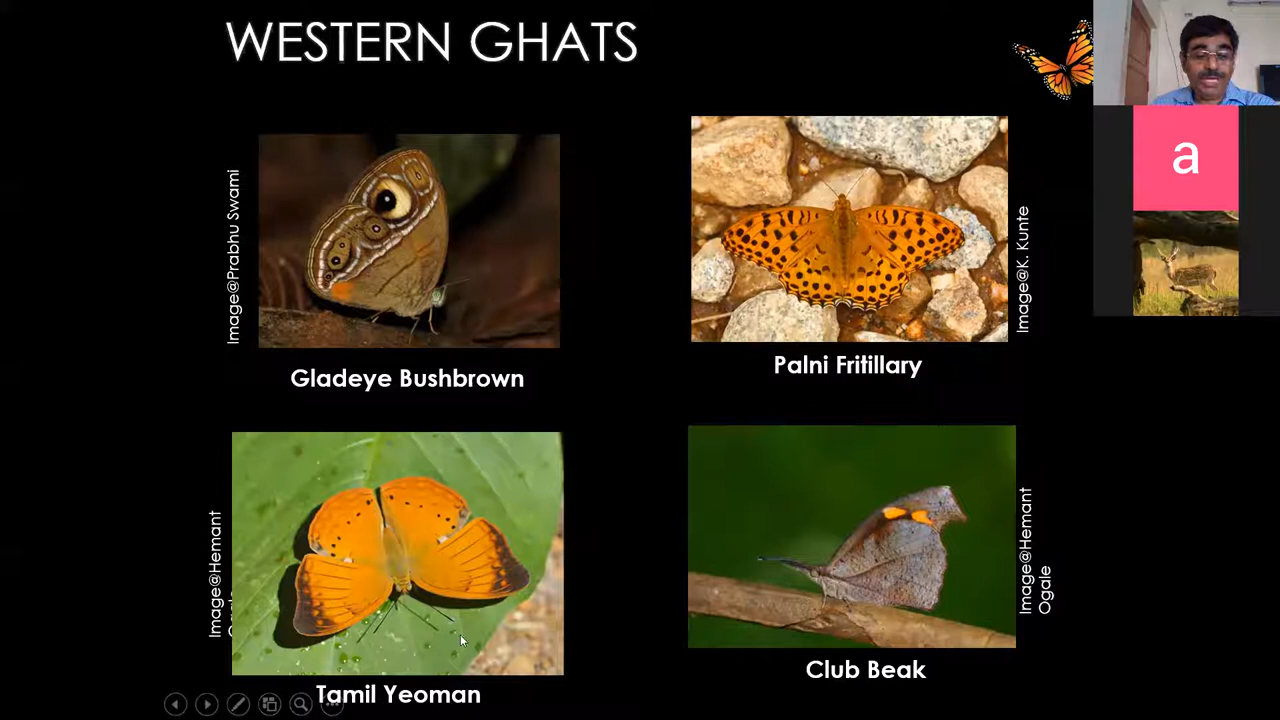 WESTERN GHATS
Image@Prabhu Swami
Image@K. Kunte
Gladeye Bushbrown
Palni Fritillary
Image@Hemant
Image@Hemant
Ogale
Tamil Yeoman
Club Beak
a